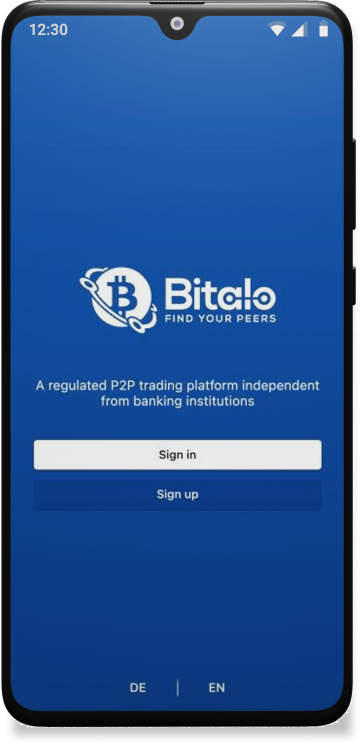 12:30
Bitalo
FIND YOUR PEERS
A regulated P2P trading platform independent
from banking institutions
Sign in
Sign up
DE | EN